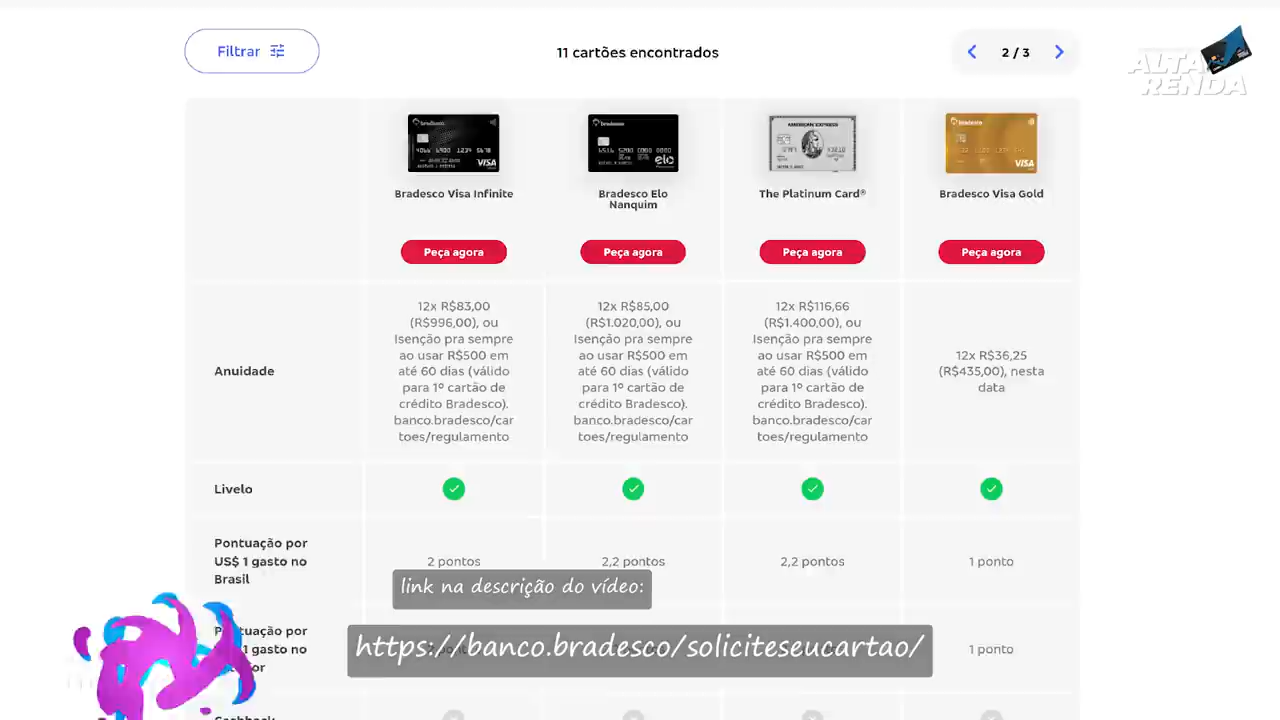 Filtrar
11 cartões encontrados
2 / 3
ALTA
RENDA
Bradesco Visa Infinite
Bradesco Elo
Nanquim
The Platinum Card®
Bradesco Visa Gold
Peça agora
Peça agora
Peça agora
Peça agora
Anuidade
12x R$83,00
(R$996,00), ou
Isenção pra sempre
ao usar R$500 em
até 60 dias (válido
para 1º cartão de
crédito Bradesco).
banco.bradesco/car
toes/regulamento
12x R$85,00
(R$1.020,00), ou
Isenção pra sempre
ao usar R$500 em
até 60 dias (válido
para 1º cartão de
crédito Bradesco).
banco.bradesco/car
toes/regulamento
12x R$116,66
(R$1.400,00), ou
Isenção pra sempre
ao usar R$500 em
até 60 dias (válido
para 1º cartão de
crédito Bradesco).
banco.bradesco/car
toes/regulamento
12x R$36,25
(R$435,00), nesta
data
Livelo
Pontuação por
US$ 1 gasto no
Brasil
2 pontos
2,2 pontos
2,2 pontos
1 ponto
link na descrição do vídeo:
https://banco.bradesco/soliciteseucartao/
1 gasto no
1 ponto